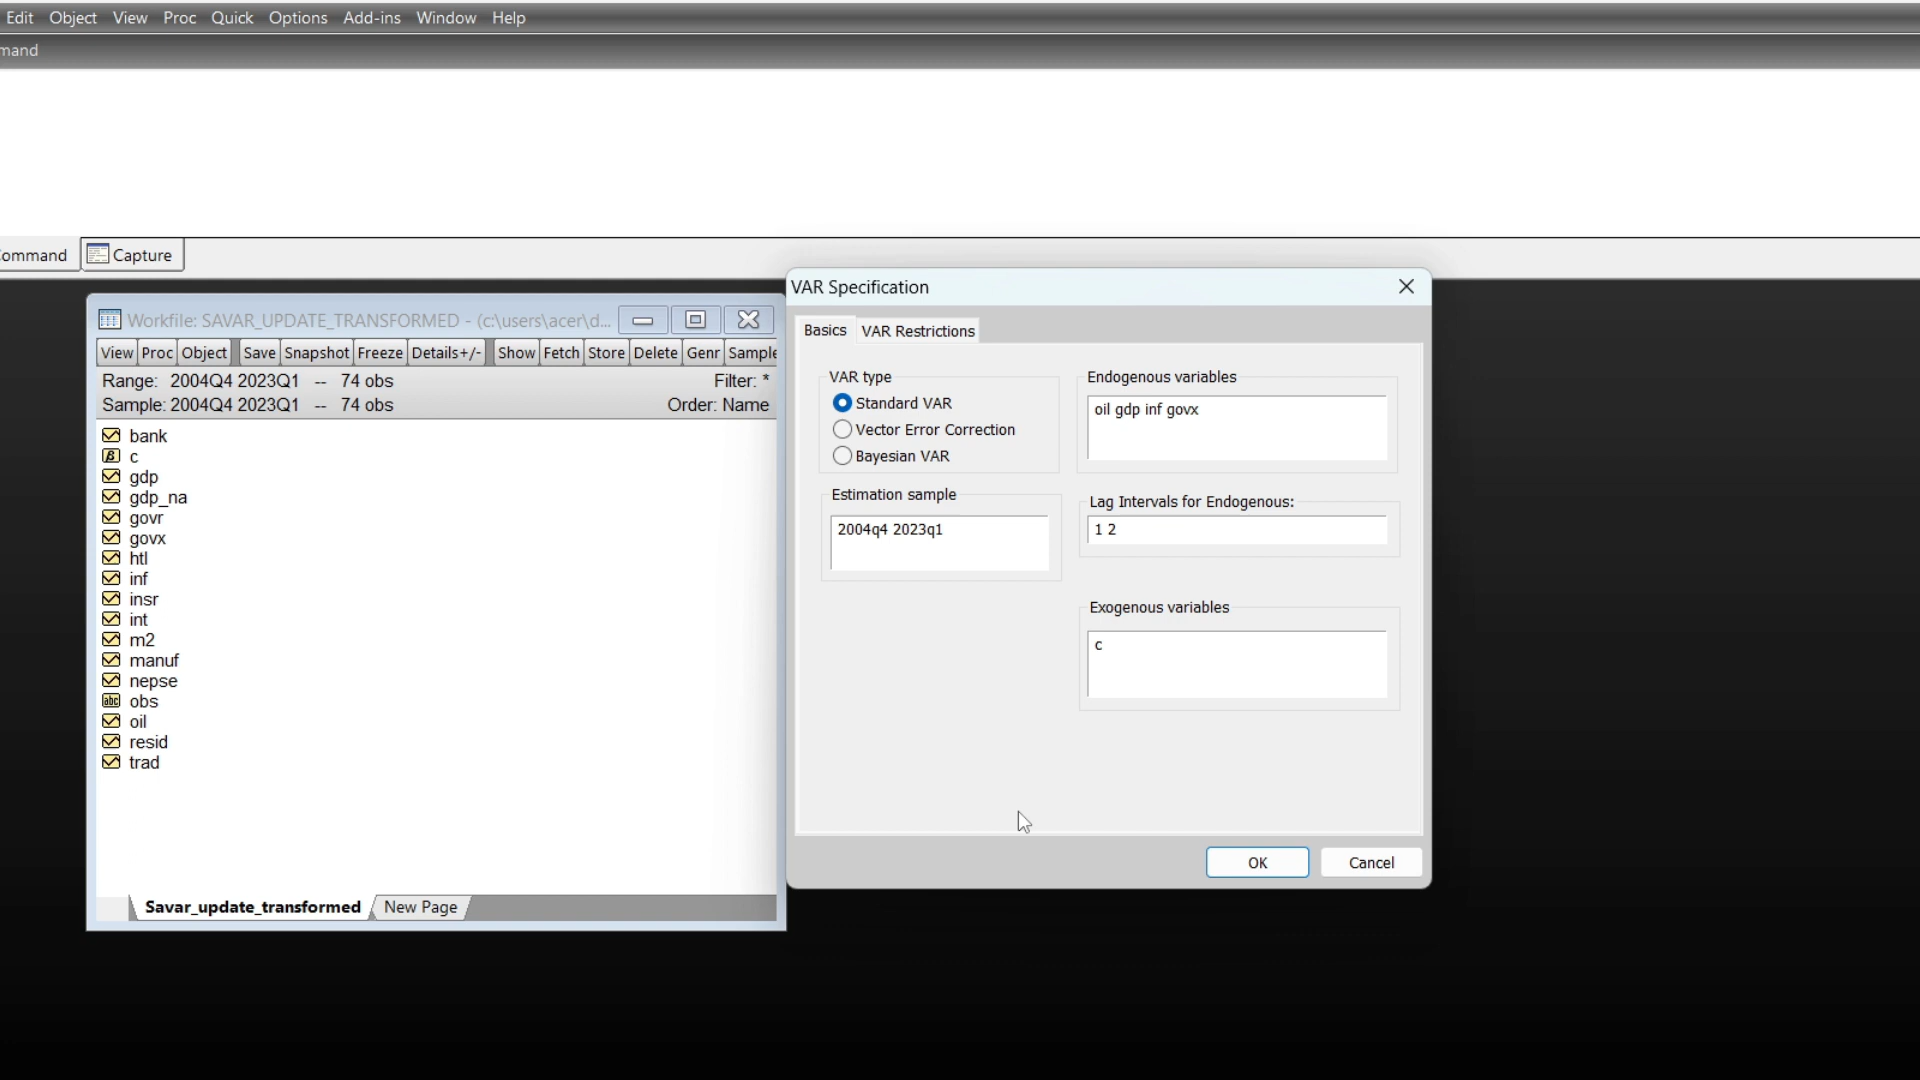 Edit Object View Proc Quick Options Add-ins Window Help
mand
ommand Capture
Workfile: SAVAR_UPDATE_TRANSFORMED - (c:\users\acer\d...
View Proc Object Save Snapshot Freeze Details+/- Show Fetch Store Delete Genr Sample
Range: 2004Q4 2023Q1 -- 74 obs Filter: *
Sample: 2004Q4 2023Q1 -- 74 obs Order: Name
bank
β c
gdp
gdp_na
govr
govx
htl
inf
insr
int
m2
manuf
nepse
abc obs
oil
resid
trad
Savar_update_transformed New Page
VAR Specification
Basics VAR Restrictions
VAR type
Standard VAR
Vector Error Correction
Bayesian VAR
Estimation sample
2004q4 2023q1
Endogenous variables
oil gdp inf govx
Lag Intervals for Endogenous:
1 2
Exogenous variables
c
OK Cancel